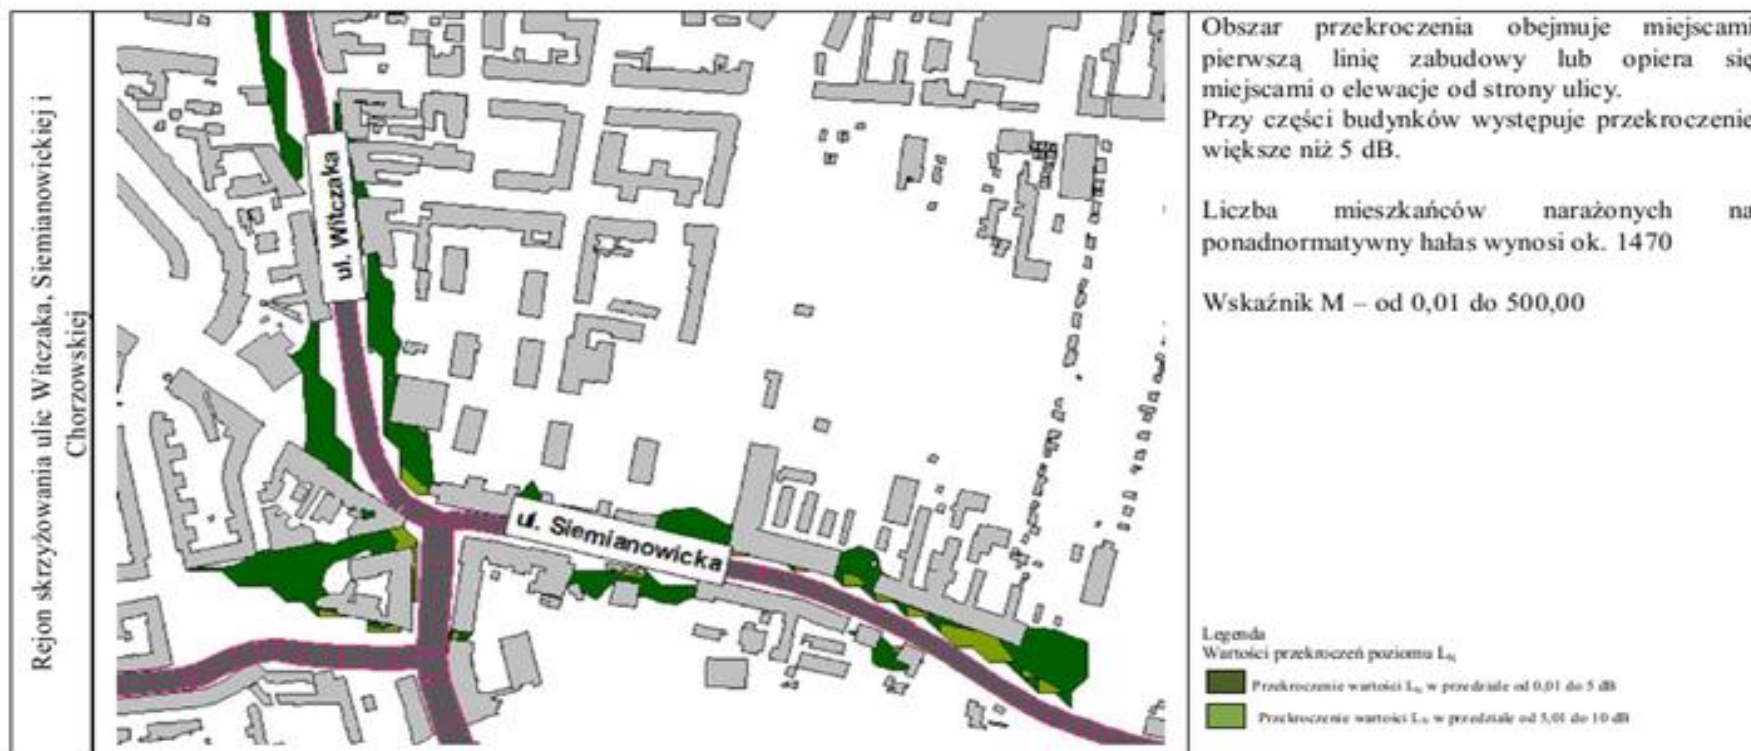 Rejon skrzyżowania ulic Witczaka, Siemianowickiej i
Chorzowskiej
ul. Witczaka
ul. Siemianowicka
Obszar przekroczenia obejmuje miejscami
pierwszą linię zabudowy lub opiera się
miejscami o elewacje od strony ulicy.
Przy części budynków występuje przekroczenie
większe niż 5 dB.
Liczba mieszkańców narażonych na
ponadnormatywny hałas wynosi ok. 1470
Wskaźnik M – od 0,01 do 500,00
Legenda
Wartości przekroczeń poziomu LN
Przekroczenie wartości LN w przedziale od 0,01 do 5 dB
Przekroczenie wartości LN w przedziale od 5,01 do 10 dB